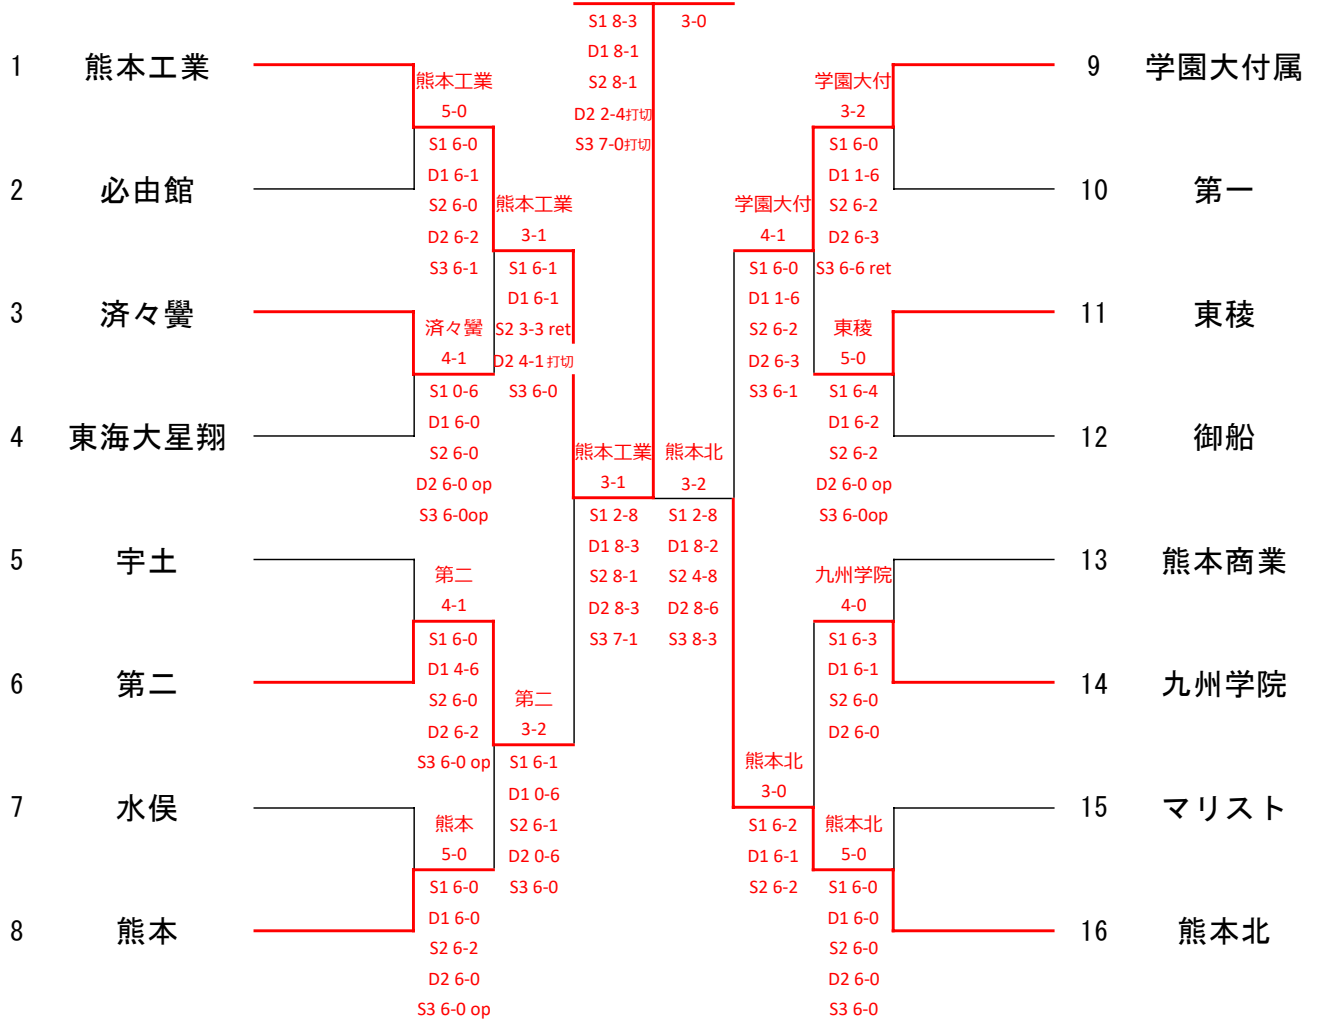 S1 8-3
D1 8-1
S2 8-1
D2 2-4打切
S3 7-0打切
3-0
1 熊本工業
2 必由館
3 済々黌
4 東海大星翔
5 宇土
6 第二
7 水俣
8 熊本
熊本工業
5-0
S1 6-0
D1 6-1
S2 6-0
D2 6-2
S3 6-1
済々黌
4-1
S1 0-6
D1 6-0
S2 6-0
D2 6-0 op
S3 6-0op
第二
4-1
S1 6-0
D1 4-6
S2 6-0
D2 6-2
S3 6-0 op
熊本
5-0
S1 6-0
D1 6-0
S2 6-2
D2 6-0
S3 6-0 op
熊本工業
3-1
S1 6-1
D1 6-1
S2 3-3 ret
D2 4-1打切
S3 6-0
第二
3-2
S1 6-1
D1 0-6
S2 6-1
D2 0-6
S3 6-0
熊本工業
3-1
S1 2-8
D1 8-3
S2 8-1
D2 8-3
S3 7-1
熊本北
3-2
S1 2-8
D1 8-2
S2 4-8
D2 8-6
S3 8-3
学園大付
4-1
S1 6-0
D1 1-6
S2 6-2
D2 6-3
S3 6-1
熊本北
3-0
S1 6-2
D1 6-1
S2 6-2
学園大付
3-2
S1 6-0
D1 1-6
S2 6-2
D2 6-3
S3 6-6 ret
東稜
5-0
S1 6-4
D1 6-2
S2 6-2
D2 6-0 op
S3 6-0op
九州学院
4-0
S1 6-3
D1 6-1
S2 6-0
D2 6-0
熊本北
5-0
S1 6-0
D1 6-0
S2 6-0
D2 6-0
S3 6-0
9 学園大付属
10 第一
11 東稜
12 御船
13 熊本商業
14 九州学院
15 マリスト
16 熊本北